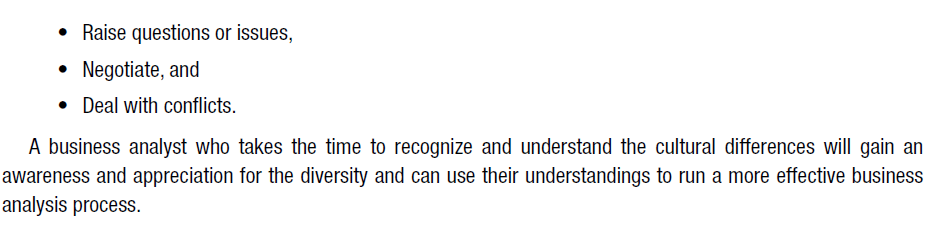 • Raise questions or issues,
• Negotiate, and
• Deal with conflicts.
A business analyst who takes the time to recognize and understand the cultural differences will gain an
awareness and appreciation for the diversity and can use their understandings to run a more effective business
analysis process.